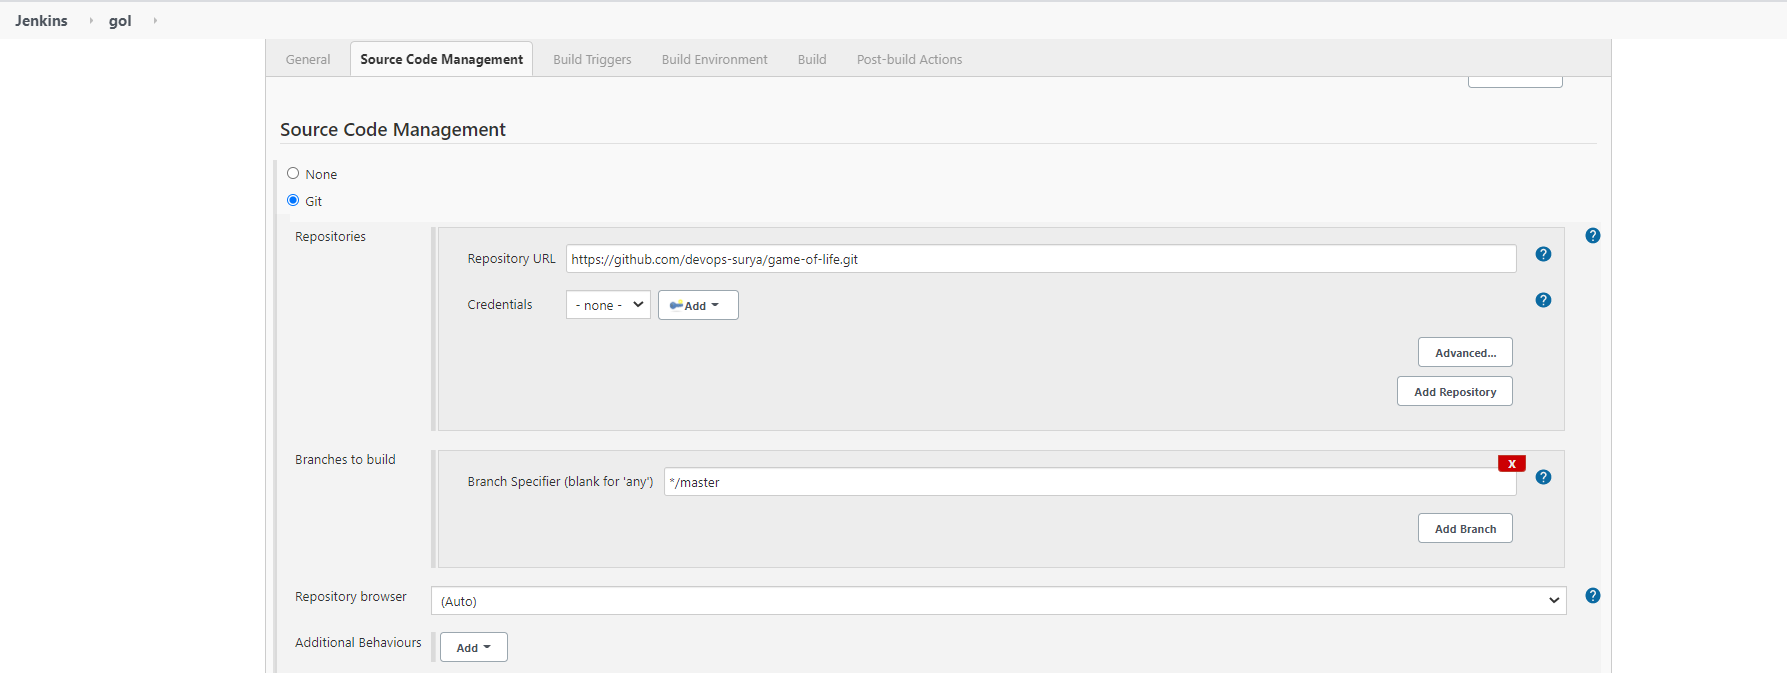 Jenkins gol
General Source Code Management Build Triggers Build Environment Build Post-build Actions
Source Code Management
None
Git
Repositories
Repository URL https://github.com/devops-surya/game-of-life.git
Credentials - none - Add
Advanced...
Add Repository
Branches to build
X
Branch Specifier (blank for 'any') */master
Add Branch
Repository browser (Auto)
Additional Behaviours Add